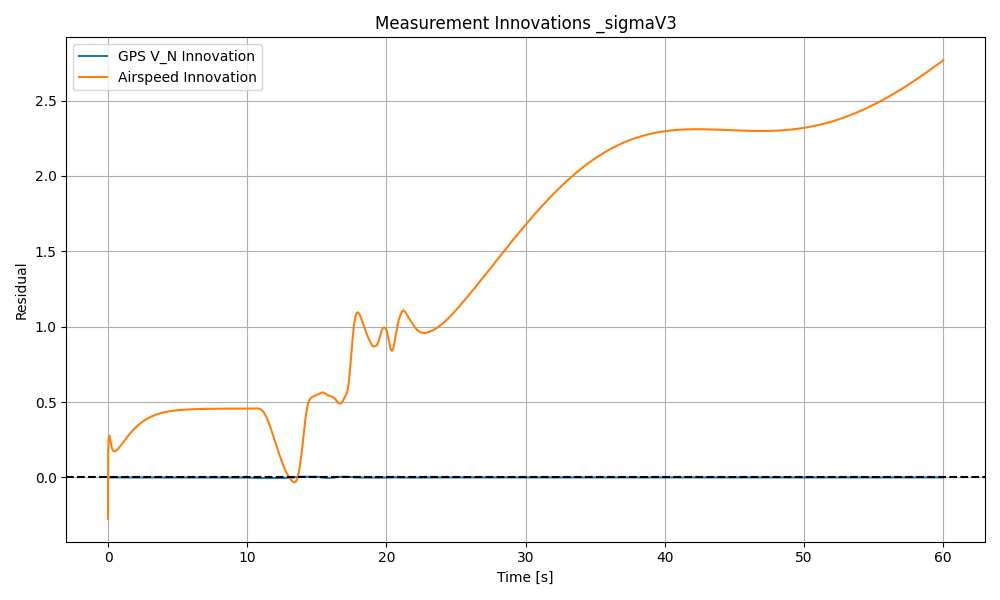 Measurement Innovations _sigmaV3
GPS V_N Innovation
Airspeed Innovation
Residual
2.5
2.0
1.5
1.0
0.5
0.0
0 10 20 30 40 50 60
Time [s]